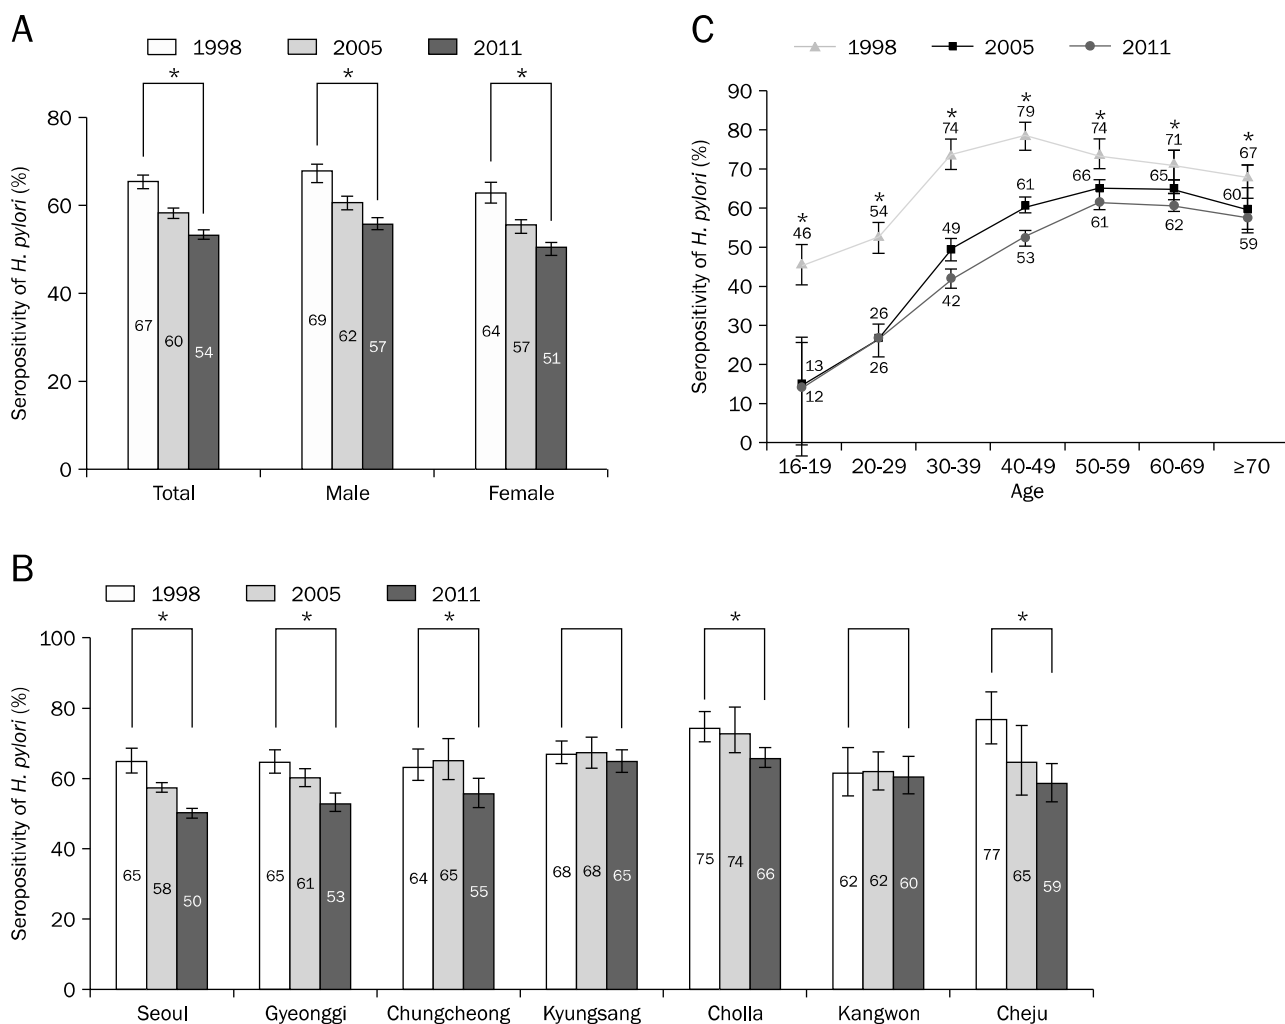 A
1998 2005 2011
* * *
Seropositivity of H. pylori (%)
80
60
40
20
0
67 60 54
69 62 57
64 57 51
Total Male Female
C
1998 2005 2011
Seropositivity of H. pylori (%)
90
80
70
60
50
40
30
20
10
0
* * * * * * *
46 54 74 79 74 71 67
13 26 49 61 66 65 60
12 26 42 53 61 62 59
16-19 20-29 30-39 40-49 50-59 60-69 ≥70
Age
B
1998 2005 2011
* * * * *
Seropositivity of H. pylori (%)
100
80
60
40
20
0
65 58 50
65 61 53
64 65 55
68 68 65
75 74 66
62 62 60
77 65 59
Seoul Gyeonggi Chungcheong Kyungsang Cholla Kangwon Cheju